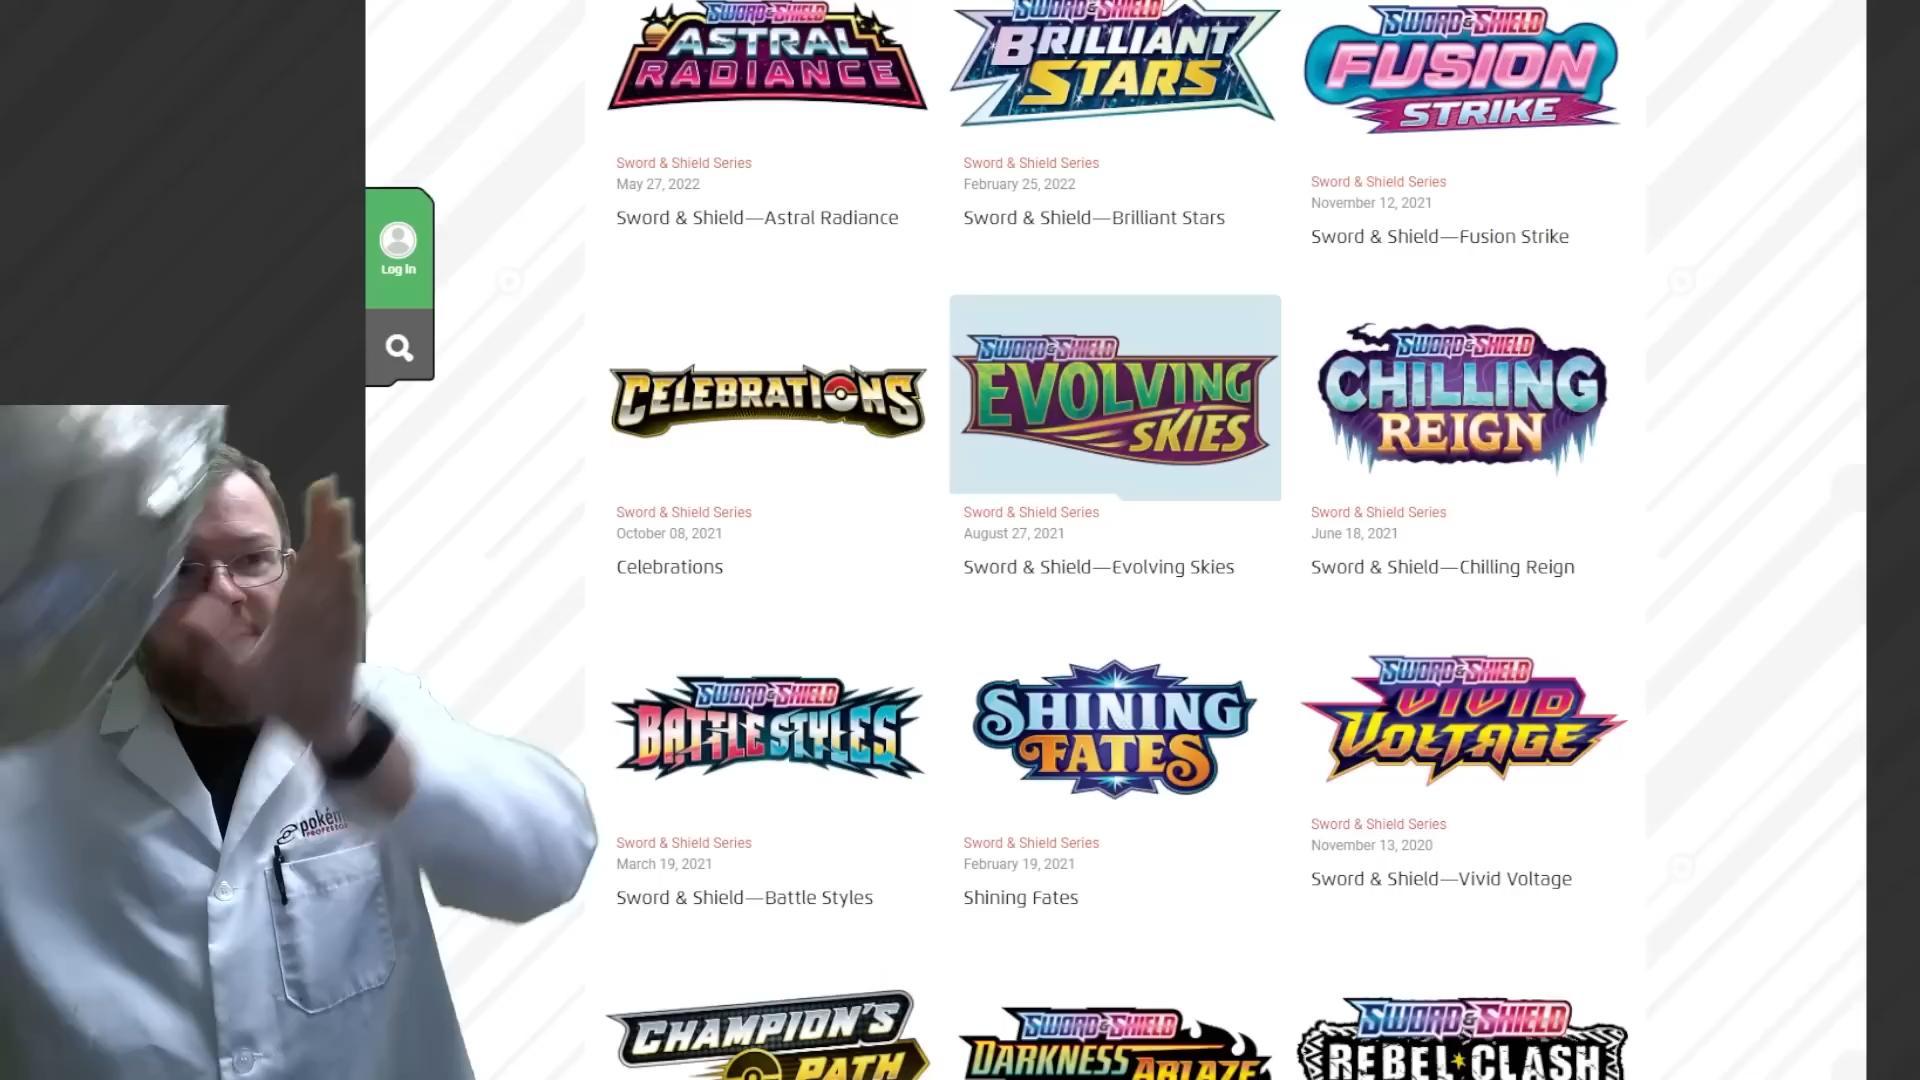 SWORD & SHIELD
ASTRAL
RADIANCE
Sword & Shield Series
May 27, 2022
Sword & Shield—Astral Radiance
SWORD & SHIELD
BRILLIANT
STARS
Sword & Shield Series
February 25, 2022
Sword & Shield—Brilliant Stars
SWORD & SHIELD
FUSION
STRIKE
Sword & Shield Series
November 12, 2021
Sword & Shield—Fusion Strike
Log In
CELEBRATIONS
Sword & Shield Series
October 08, 2021
Celebrations
SWORD & SHIELD
EVOLVING
SKIES
Sword & Shield Series
August 27, 2021
Sword & Shield—Evolving Skies
SWORD & SHIELD
CHILLING
REIGN
Sword & Shield Series
June 18, 2021
Sword & Shield—Chilling Reign
SWORD & SHIELD
BATTLE STYLES
Sword & Shield Series
March 19, 2021
Sword & Shield—Battle Styles
SHINING
FATES
Sword & Shield Series
February 19, 2021
Shining Fates
SWORD & SHIELD
VIVID
VOLTAGE
Sword & Shield Series
November 13, 2020
Sword & Shield—Vivid Voltage
CHAMPION'S
PATH
SWORD & SHIELD
DARKNESS ABLAZE
SWORD & SHIELD
REBEL CLASH
pokém
PROFESSOR